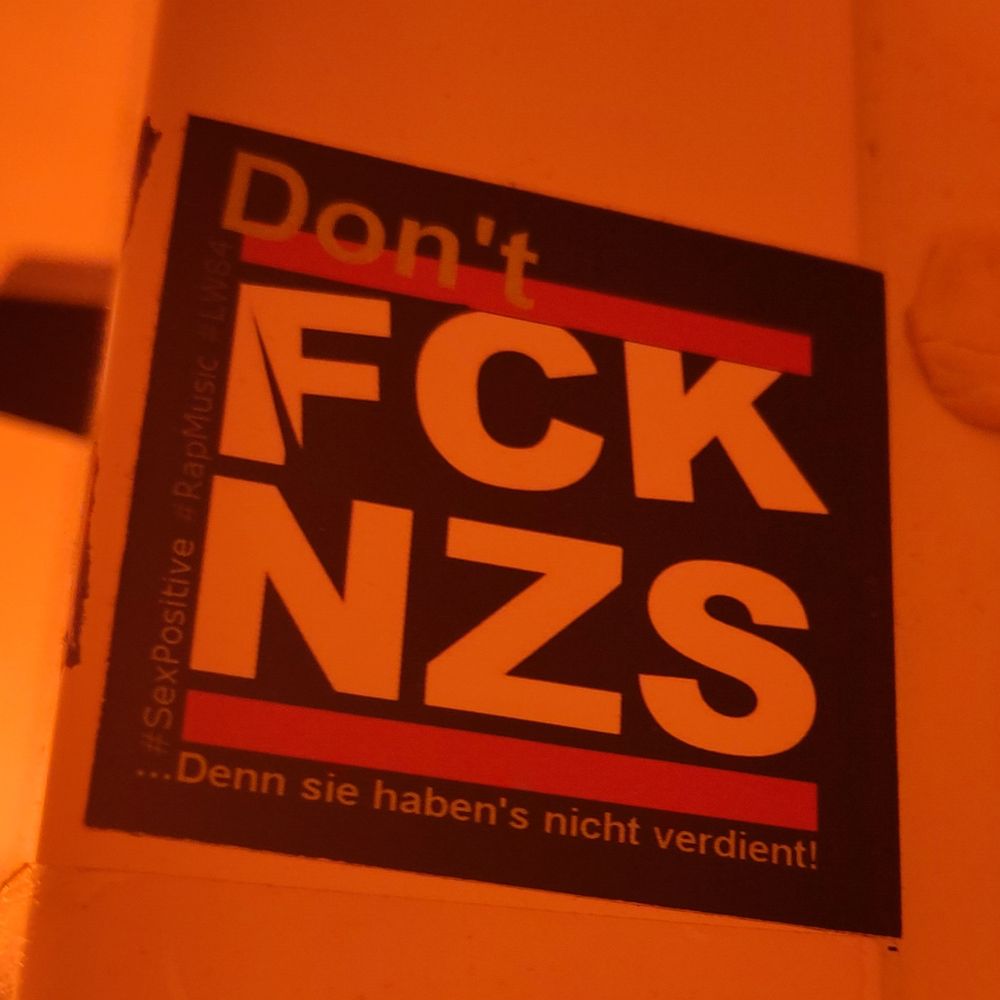 Don't
FCK
NZS
...Denn sie haben's nicht verdient!
#SexPositive #RapMusic #LW84